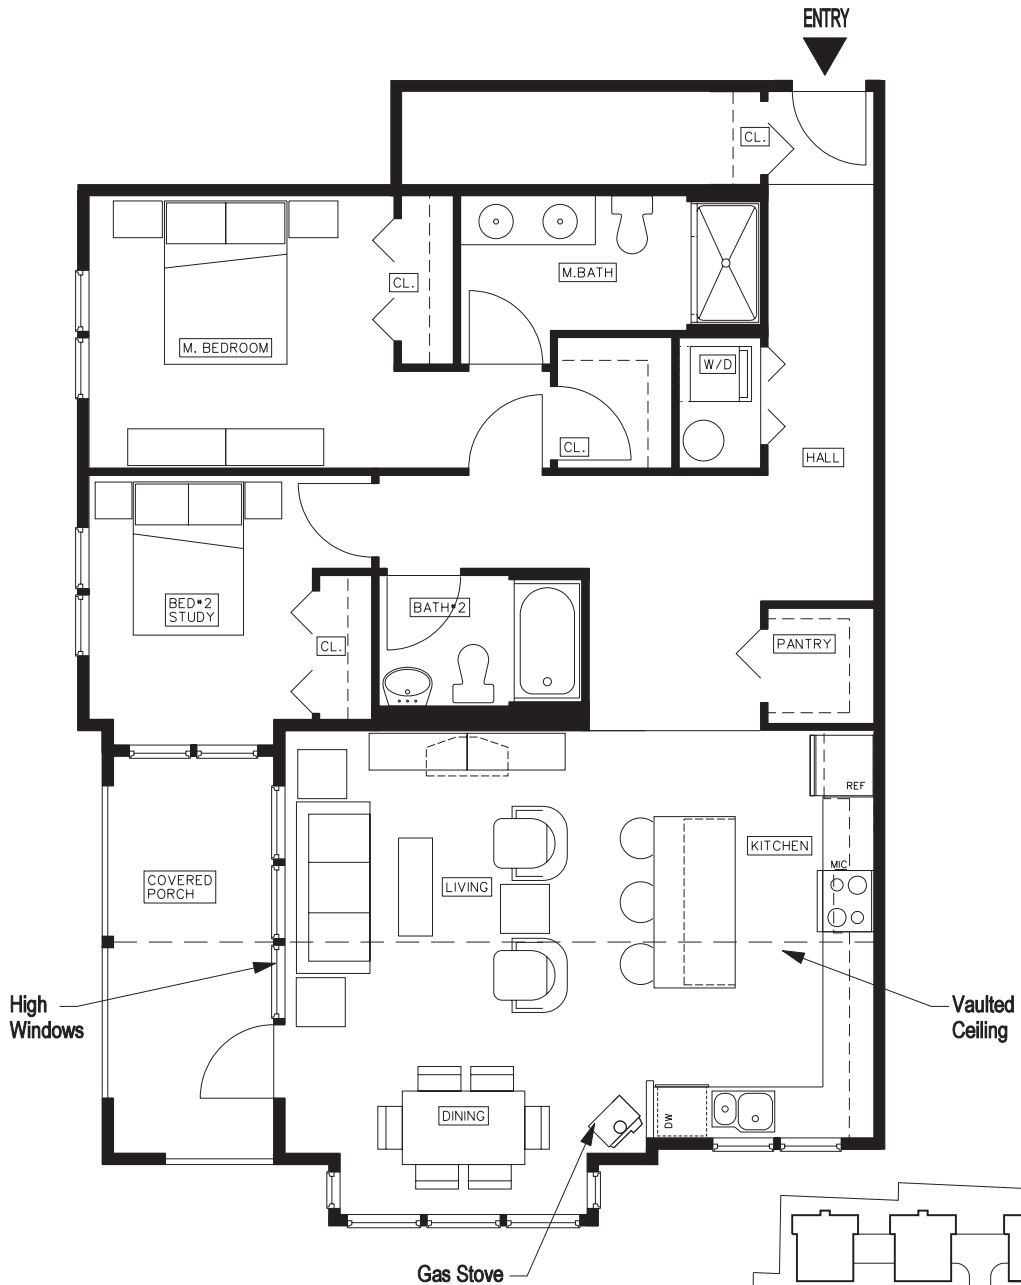 ENTRY
CL.
M.BATH
CL.
M. BEDROOM
W/D
CL.
HALL
BED#2
STUDY
BATH#2
CL.
PANTRY
REF
KITCHEN
MIC
COVERED
PORCH
LIVING
High
Windows
Vaulted
Ceiling
DINING
DW
Gas Stove